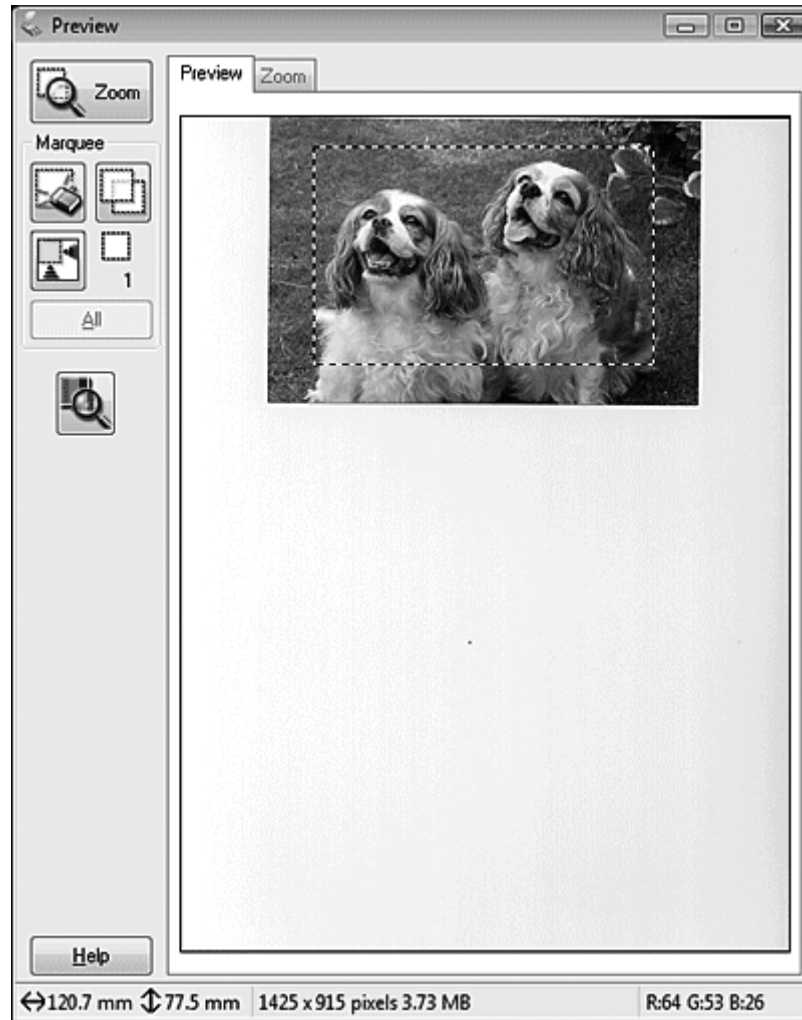 Preview
Zoom
Preview Zoom
Marquee
1
All
Help
120.7 mm 77.5 mm 1425 x 915 pixels 3.73 MB R:64 G:53 B:26